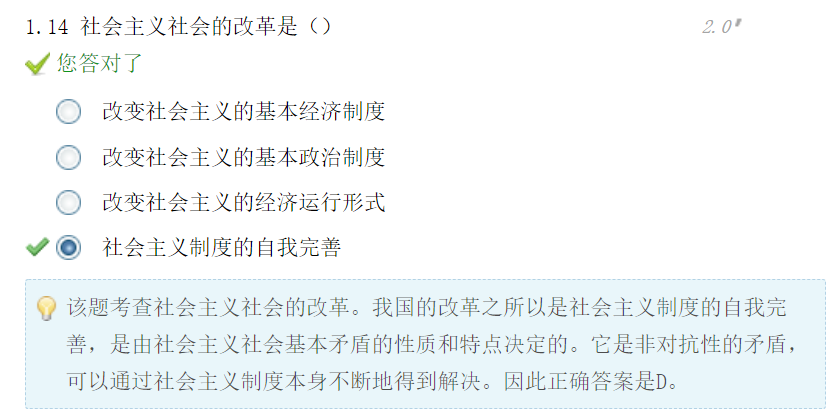 1.14 社会主义社会的改革是（） 2.0'
您答对了
改变社会主义的基本经济制度
改变社会主义的基本政治制度
改变社会主义的经济运行形式
社会主义制度的自我完善
该题考查社会主义社会的改革。我国的改革之所以是社会主义制度的自我完
善，是由社会主义社会基本矛盾的性质和特点决定的。它是非对抗性的矛盾，
可以通过社会主义制度本身不断地得到解决。因此正确答案是D。